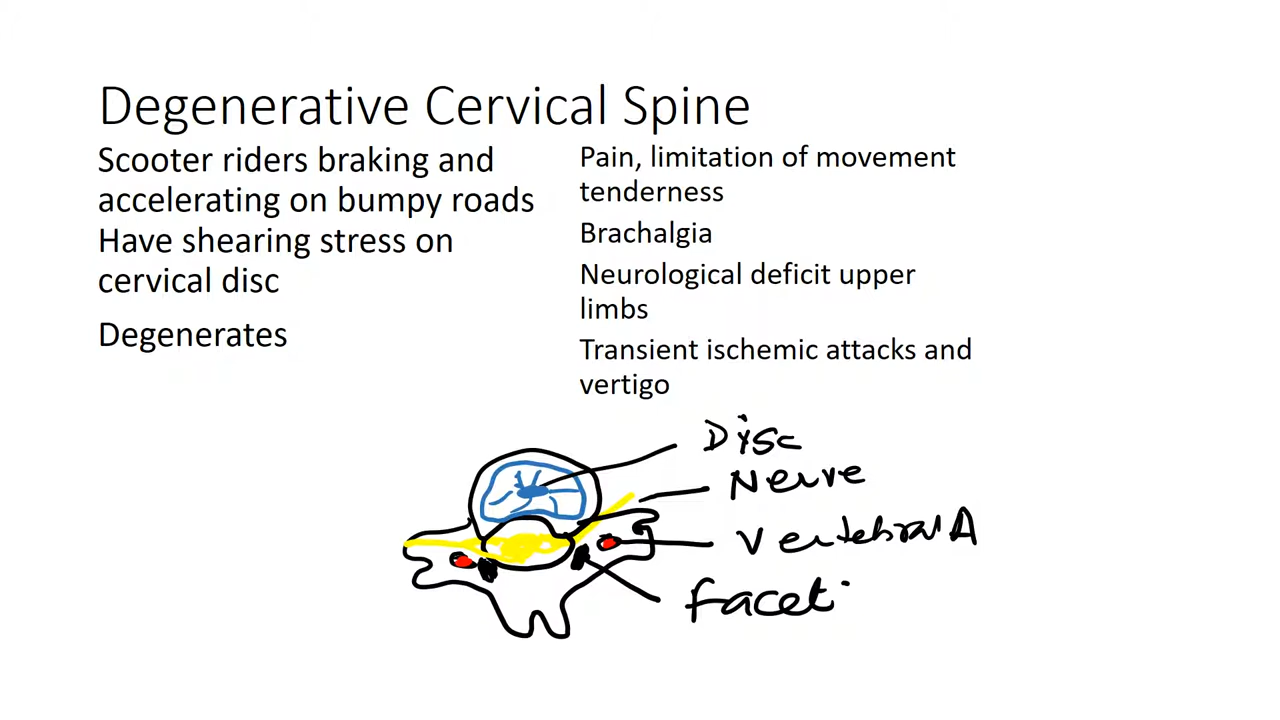 Degenerative Cervical Spine
Scooter riders braking and
accelerating on bumpy roads
Have shearing stress on
cervical disc
Degenerates
Pain, limitation of movement
tenderness
Brachalgia
Neurological deficit upper
limbs
Transient ischemic attacks and
vertigo
Disc
Nerve
Vertebral A
facet